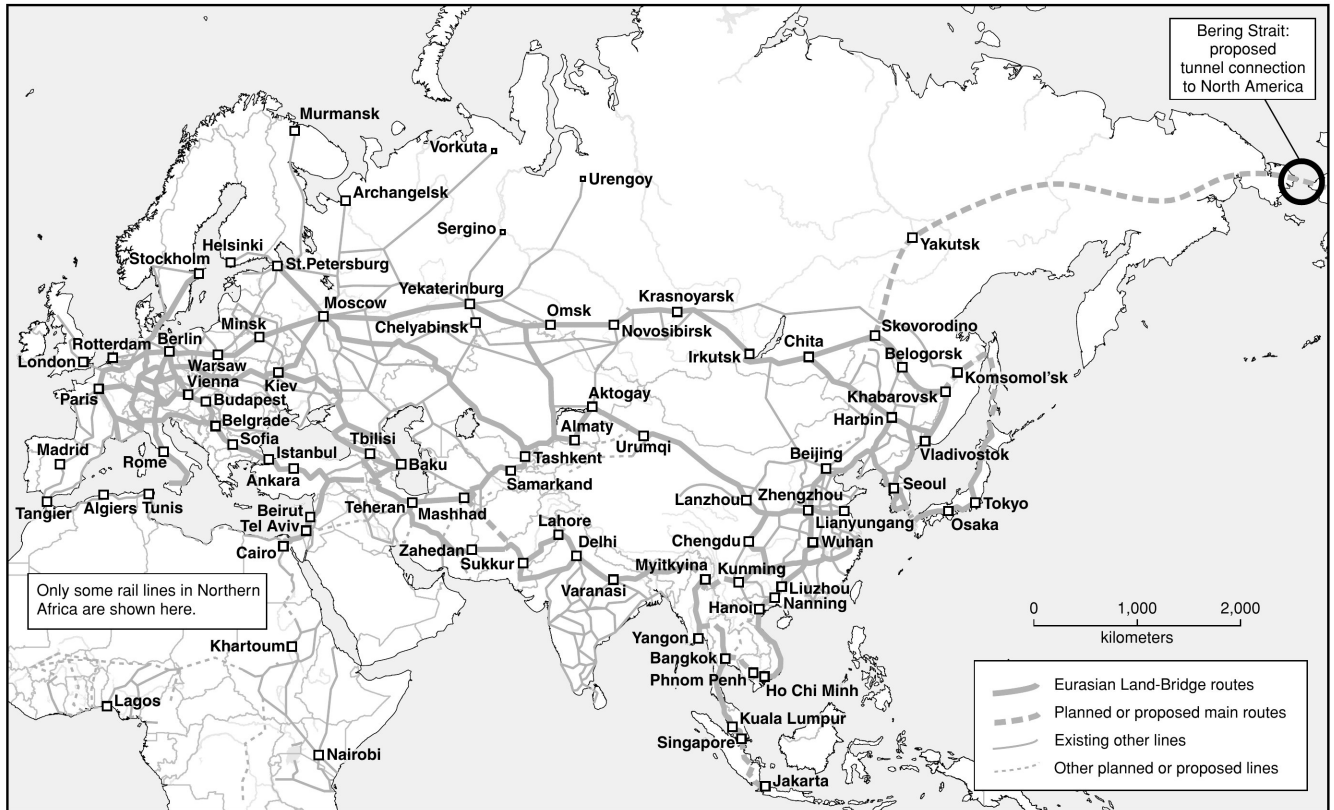 Bering Strait:
proposed
tunnel connection
to North America
Murmansk
Vorkuta
Urengoy
Archangelsk
Sergino
Yakutsk
Helsinki
Stockholm
St.Petersburg
Yekaterinburg
Krasnoyarsk
Moscow
Omsk
Minsk
Chelyabinsk
Novosibirsk
Skovorodino
Rotterdam
Berlin
Chita
London
Irkutsk
Belogorsk
Warsaw
Vienna
Kiev
Komsomol'sk
Paris
Budapest
Aktogay
Khabarovsk
Belgrade
Harbin
Almaty
Sofia
Tbilisi
Urumqi
Madrid
Istanbul
Beijing
Vladivostok
Rome
Baku
Tashkent
Ankara
Samarkand
Seoul
Tangier
Algiers
Tunis
Beirut
Teheran
Mashhad
Lanzhou
Zhengzhou
Tokyo
Tel Aviv
Lahore
Lianyungang
Osaka
Cairo
Zahedan
Delhi
Chengdu
Wuhan
Sukkur
Myitkyina
Kunming
Varanasi
Liuzhou
Nanning
Hanoi
Only some rail lines in Northern
Africa are shown here.
0 1,000 2,000
kilometers
Khartoum
Yangon
Bangkok
Phnom Penh
Ho Chi Minh
Lagos
Kuala Lumpur
Singapore
Nairobi
Jakarta
Eurasian Land-Bridge routes
Planned or proposed main routes
Existing other lines
Other planned or proposed lines